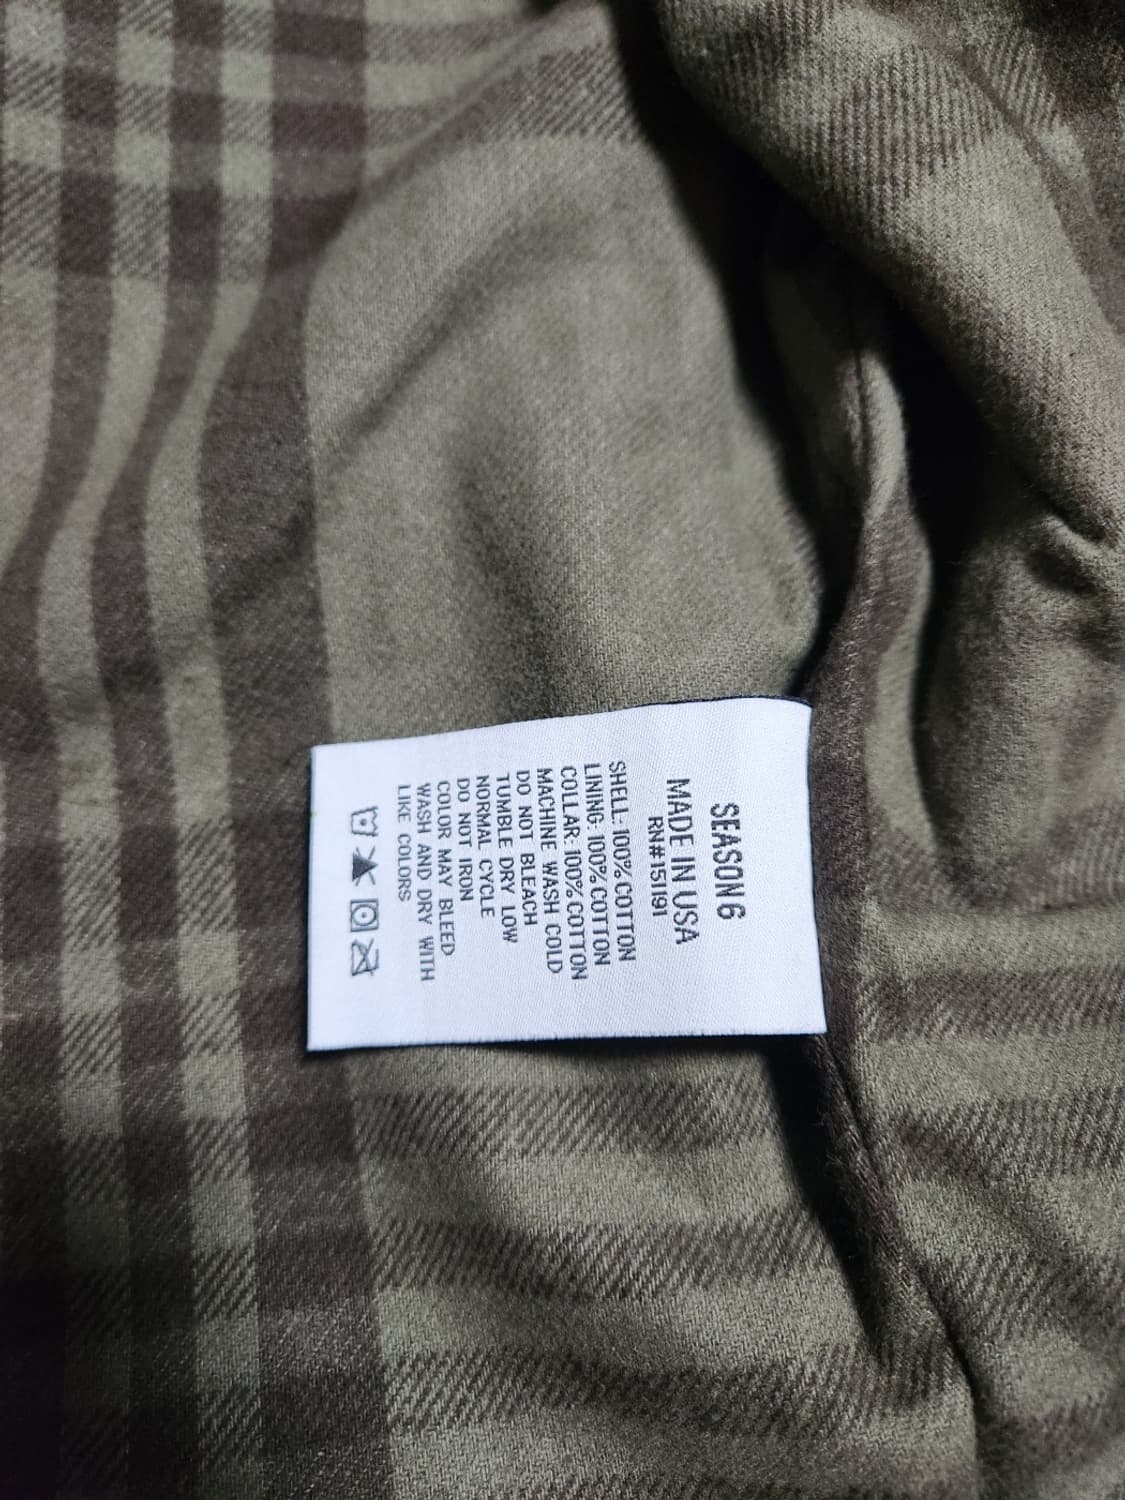 SEASON 6
MADE IN USA
RN# 151191
SHELL: 100% COTTON
LINING: 100% COTTON
COLLAR: 100% COTTON
MACHINE WASH COLD
DO NOT BLEACH
TUMBLE DRY LOW
NORMAL CYCLE
DO NOT IRON
COLOR MAY BLEED
WASH AND DRY WITH
LIKE COLORS